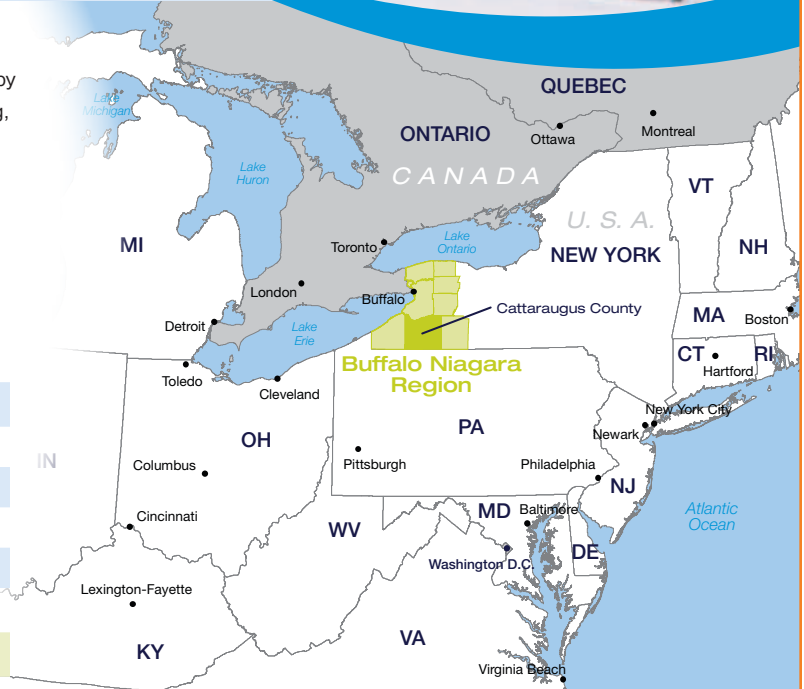 by
g,
QUEBEC
Lake
Michigan
ONTARIO
Ottawa
Montreal
Lake
Huron
CANADA
VT
U.S.A.
MI
Toronto
Lake
Ontario
NEW YORK
NH
London
Buffalo
Cattaraugus County
MA
Boston
Detroit
Lake
Erie
CT
RI
Hartford
Buffalo Niagara
Region
Toledo
Cleveland
New York City
Newark
OH
PA
IN
Columbus
Pittsburgh
Philadelphia
NJ
Cincinnati
WV
MD
Baltimore
Atlantic
Ocean
DE
Washington D.C.
Lexington-Fayette
KY
VA
Virginia Beach